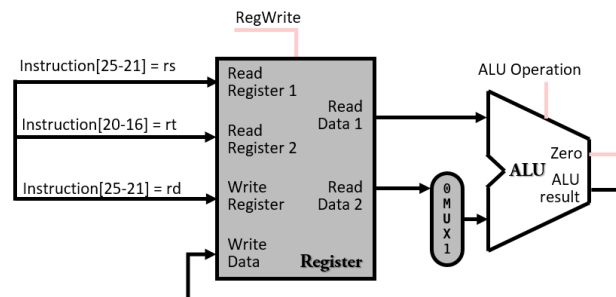 RegWrite
Instruction[25-21] = rs
Read
Register 1
ALU Operation
Read
Data 1
Instruction[20-16] = rt
Read
Register 2
Zero
ALU
ALU
result
Instruction[25-21] = rd
Write
Register
Read
Data 2
0
M
U
X
1
Write
Data
Register